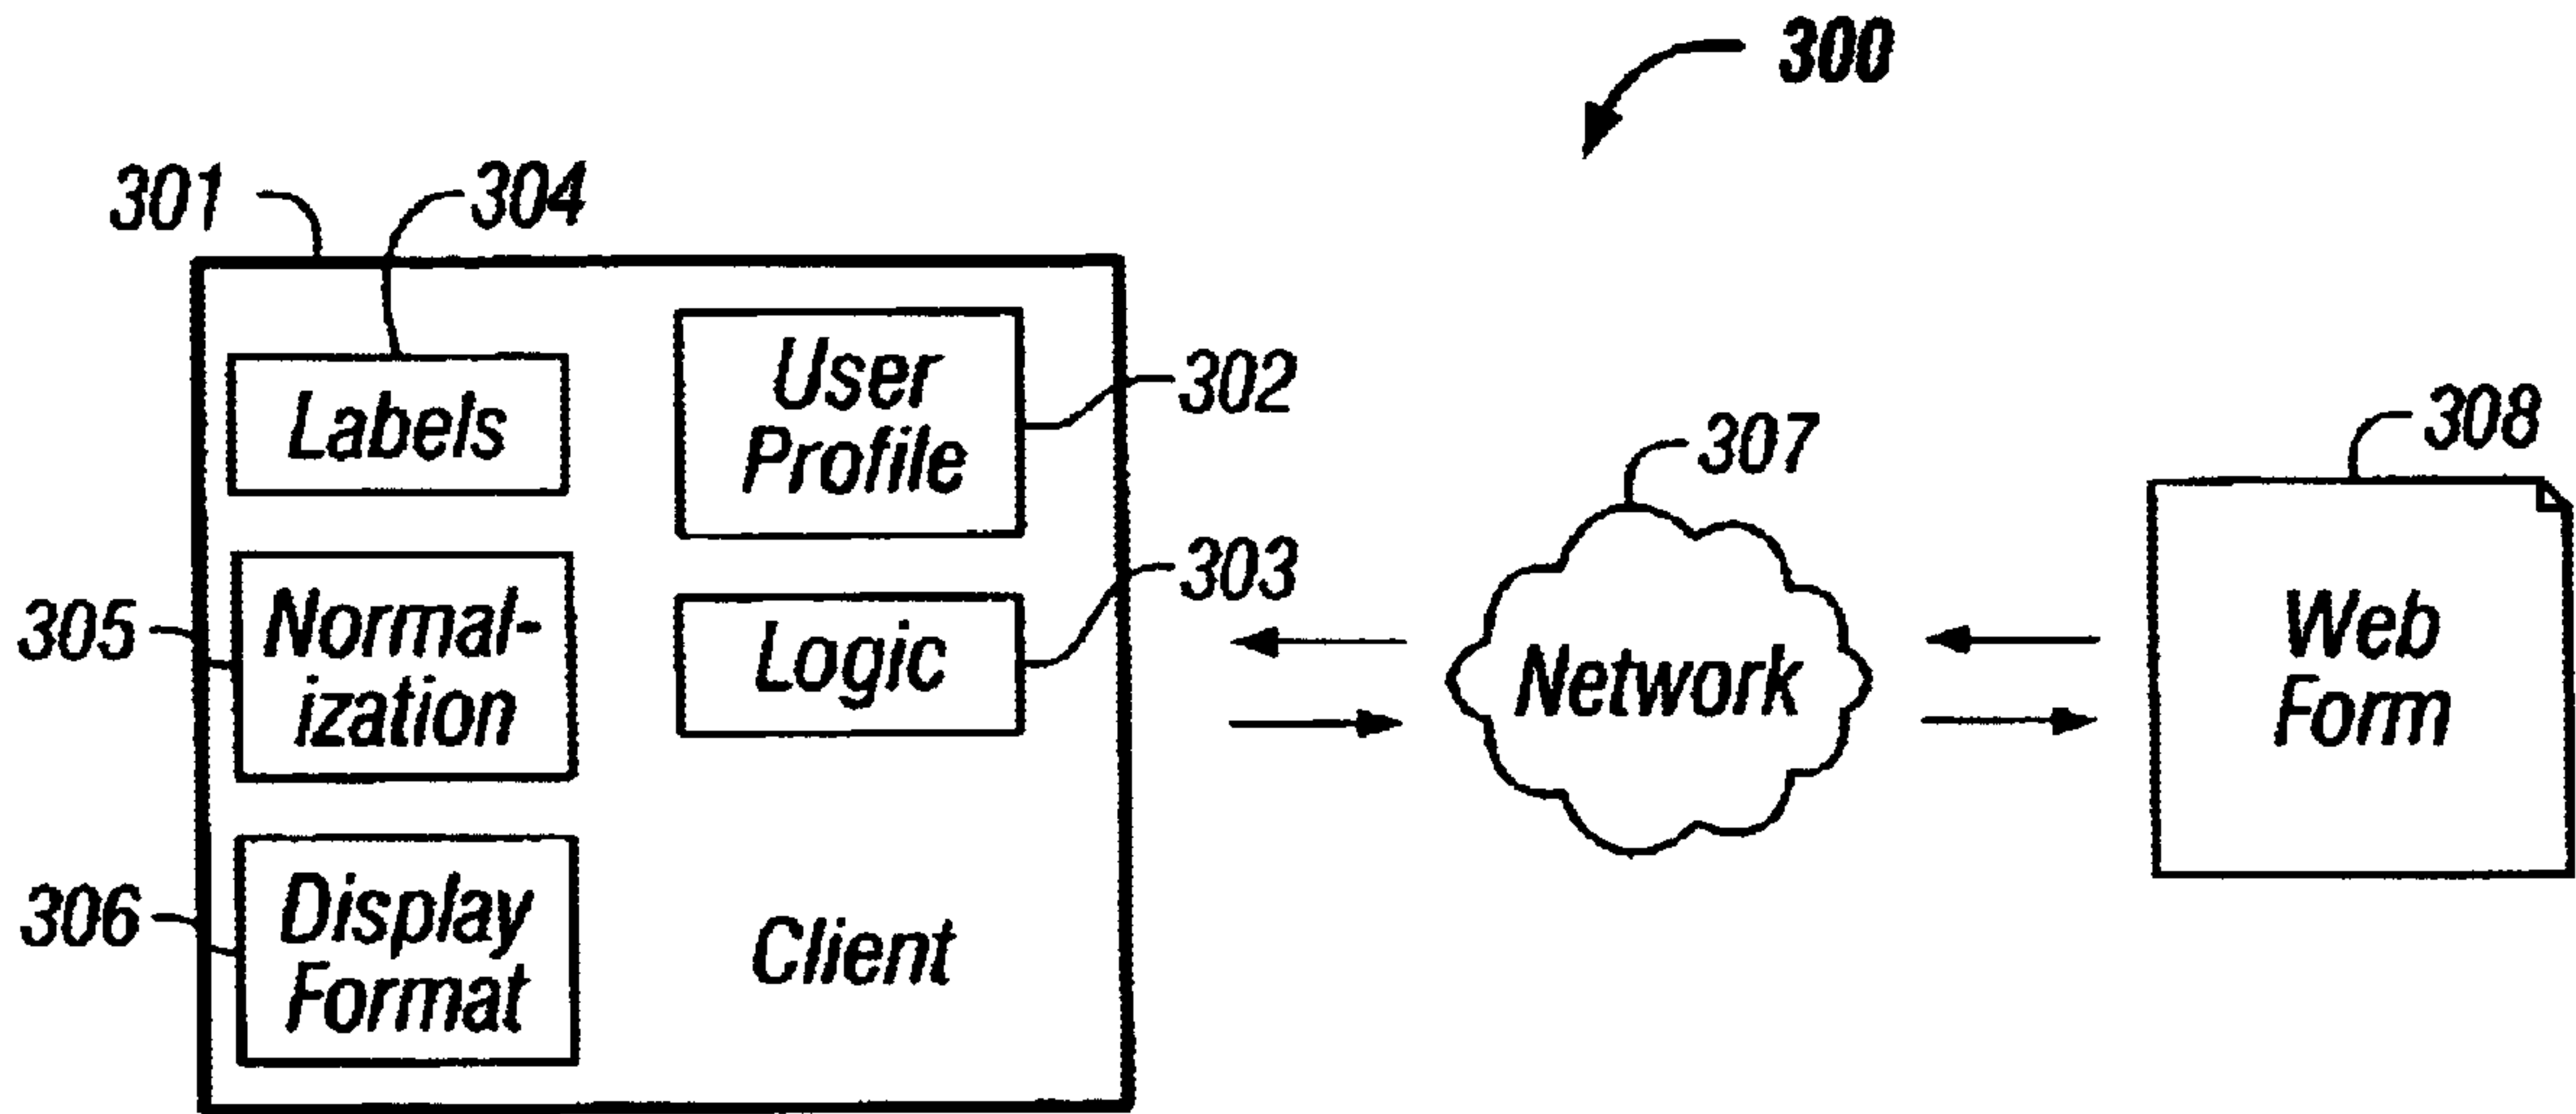 300
301
304
Labels
User
Profile
302
305
Normal-
ization
Logic
303
306
Display
Format
Client
307
Network
308
Web
Form